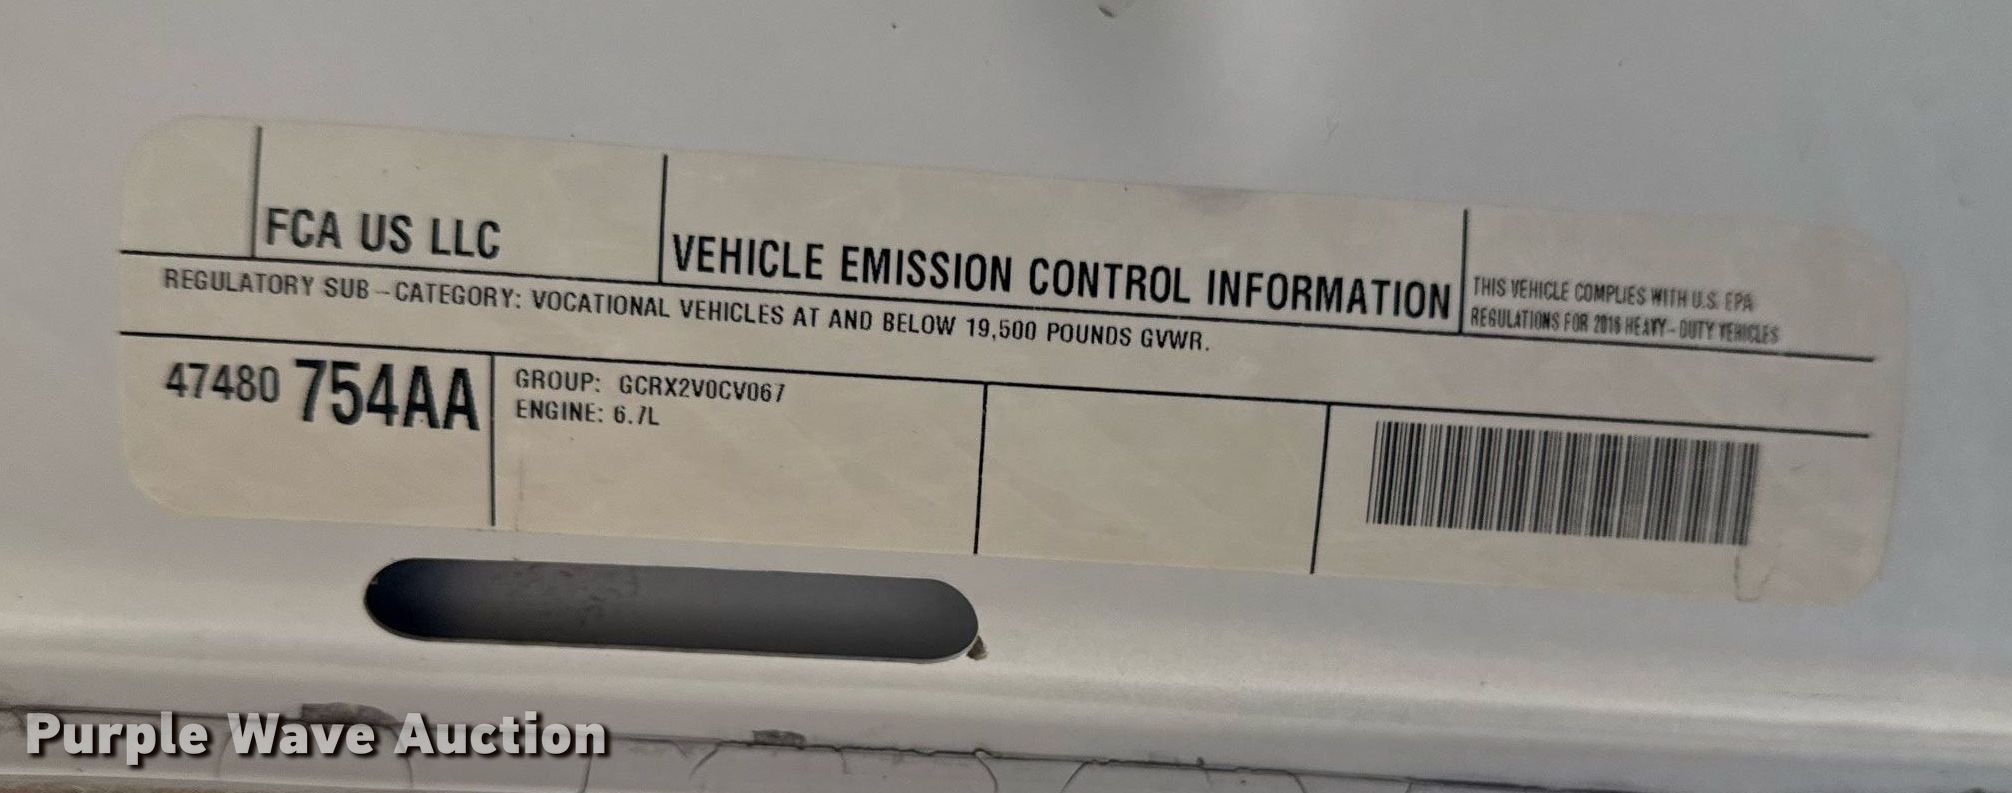 FCA US LLC
VEHICLE EMISSION CONTROL INFORMATION
THIS VEHICLE COMPLIES WITH U.S. EPA
REGULATIONS FOR 2016 HEAVY-DUTY VEHICLES
REGULATORY SUB-CATEGORY: VOCATIONAL VEHICLES AT AND BELOW 19,500 POUNDS GVWR.
47480 754AA
GROUP: GCRX2V0CV067
ENGINE: 6.7L
Purple Wave Auction